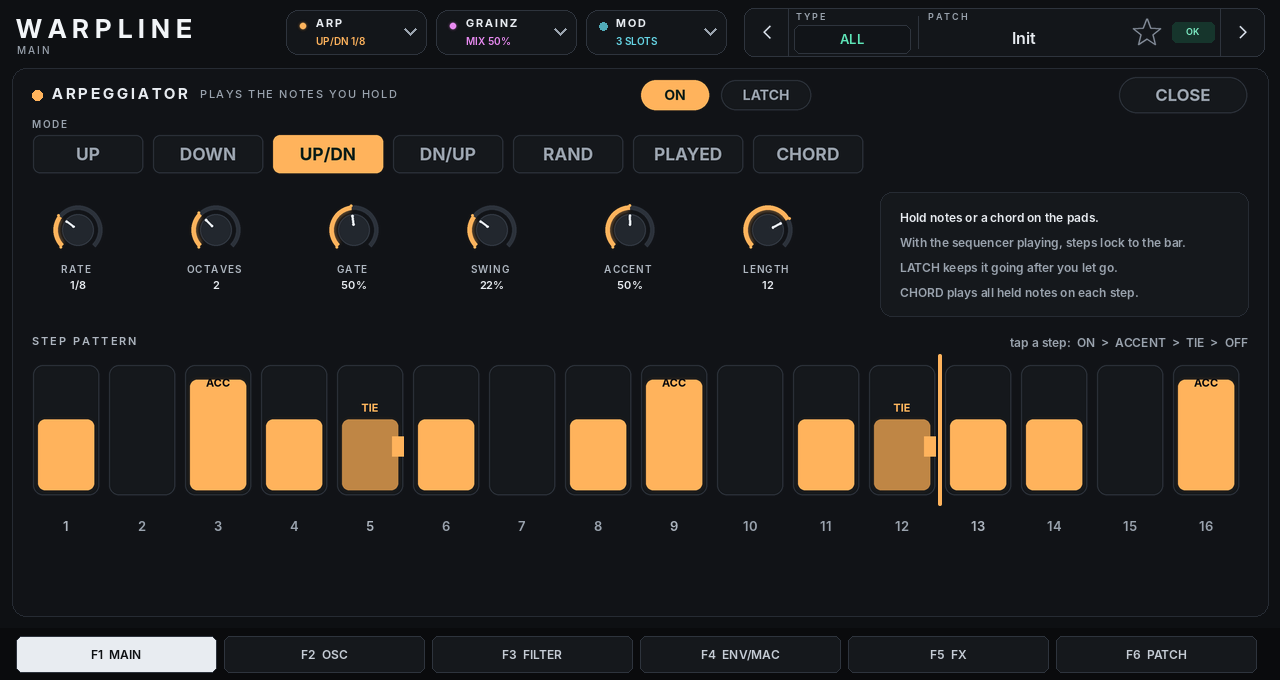 WARPLINE
MAIN
ARP
UP/DN 1/8
GRAINZ
MIX 50%
MOD
3 SLOTS
TYPE
ALL
PATCH
Init
OK
ARPEGGIATOR PLAYS THE NOTES YOU HOLD
ON
LATCH
CLOSE
MODE
UP
DOWN
UP/DN
DN/UP
RAND
PLAYED
CHORD
RATE
1/8
OCTAVES
2
GATE
50%
SWING
22%
ACCENT
50%
LENGTH
12
Hold notes or a chord on the pads.
With the sequencer playing, steps lock to the bar.
LATCH keeps it going after you let go.
CHORD plays all held notes on each step.
STEP PATTERN
tap a step: ON > ACCENT > TIE > OFF
ACC
TIE
ACC
TIE
ACC
1 2 3 4 5 6 7 8 9 10 11 12 13 14 15 16
F1 MAIN
F2 OSC
F3 FILTER
F4 ENV/MAC
F5 FX
F6 PATCH